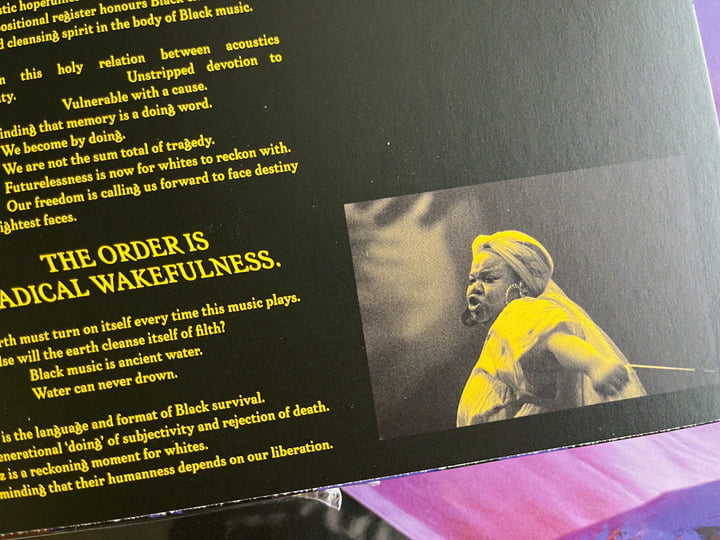 stic hopeful
ositional register honours Black
d cleansing spirit in the body of Black music.
n this holy relation between acoustics
ty. Unstripped devotion to
Vulnerable with a cause.
inding that memory is a doing word.
We become by doing.
We are not the sum total of tragedy.
Futurelessness is now for whites to reckon with.
Our freedom is calling us forward to face destiny
ightest faces.
THE ORDER IS
ADICAL WAKEFULNESS.
rth must turn on itself every time this music plays.
lse will the earth cleanse itself of filth?
Black music is ancient water.
Water can never drown.
is the language and format of Black survival.
enerational ‘doing’ of subjectivity and rejection of death.
z is a reckoning moment for whites.
minding that their humanness depends on our liberation.